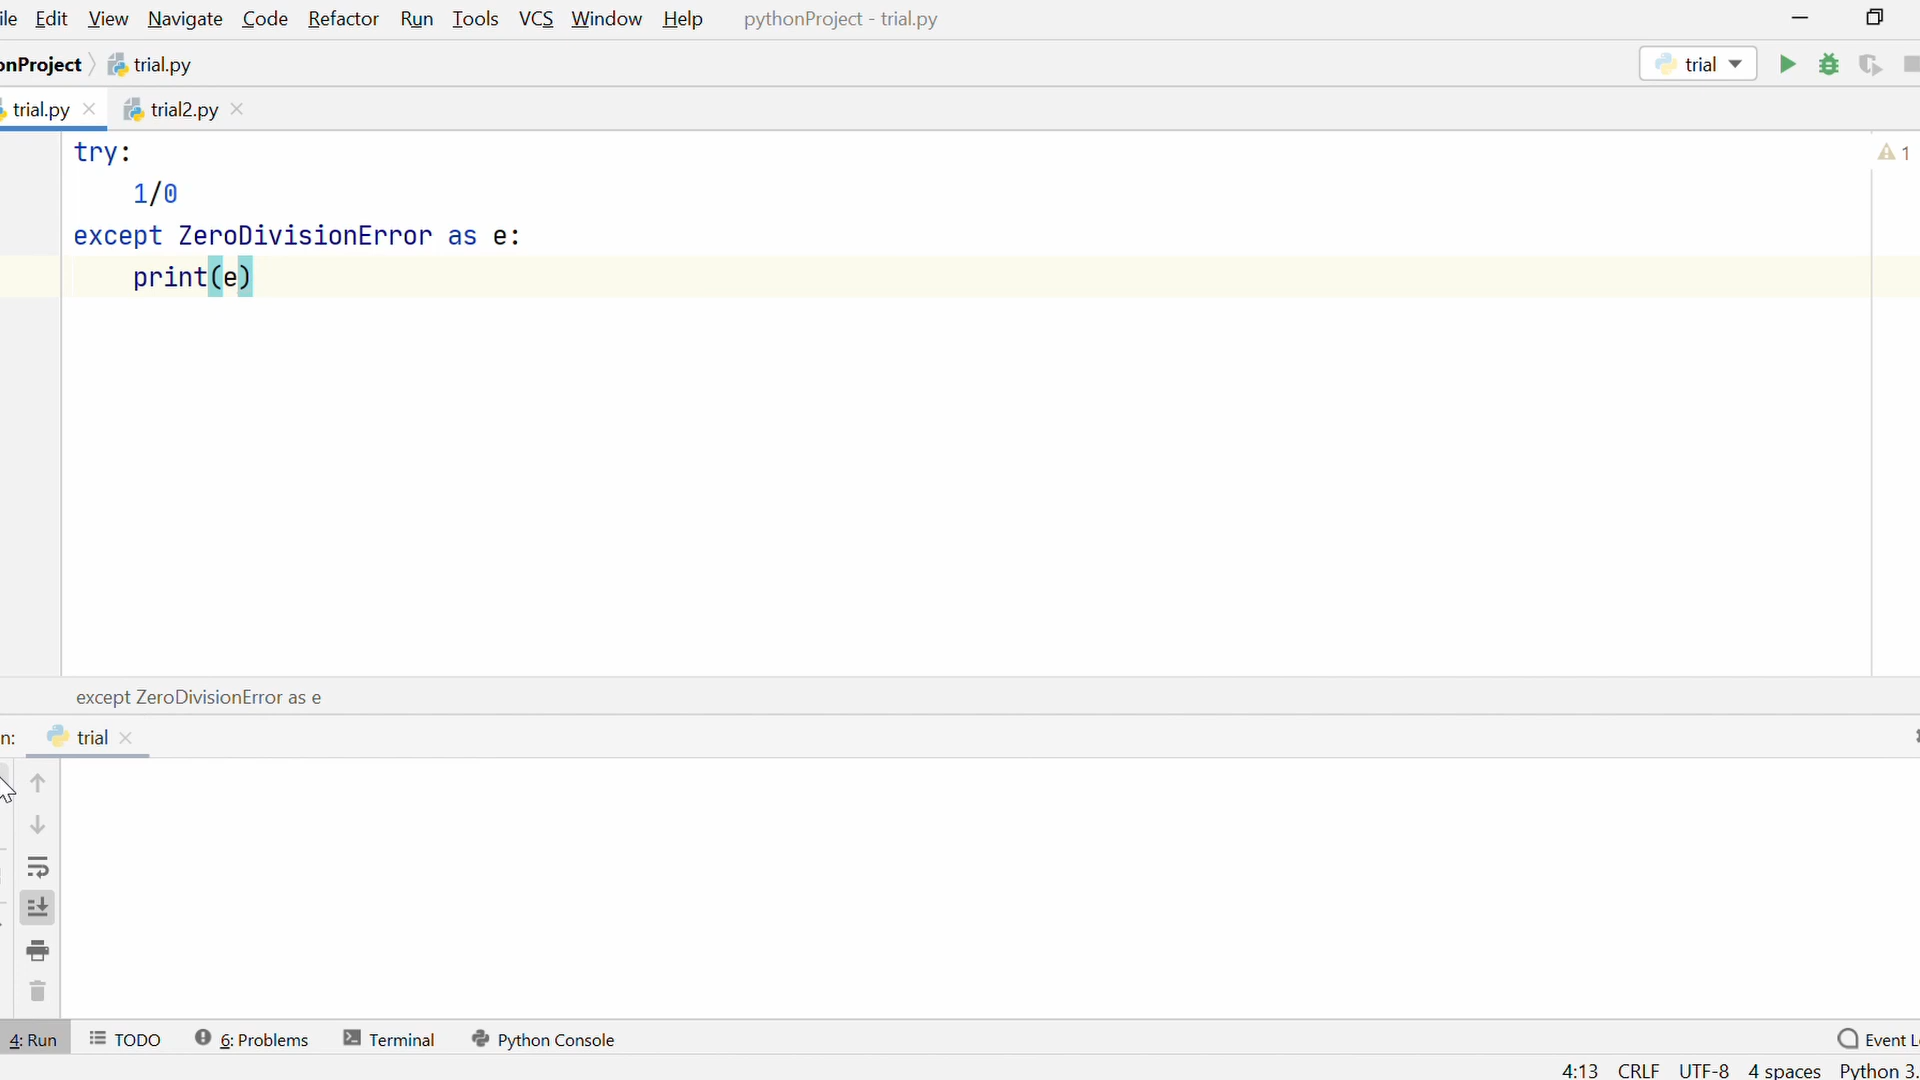 ile Edit View Navigate Code Refactor Run Tools VCS Window Help pythonProject - trial.py
onProject trial.py trial
trial.py trial2.py
try:
1
    1/0
except ZeroDivisionError as e:
    print(e)
except ZeroDivisionError as e
n: trial
4: Run TODO 6: Problems Terminal Python Console Event L
4:13 CRLF UTF-8 4 spaces Python 3.